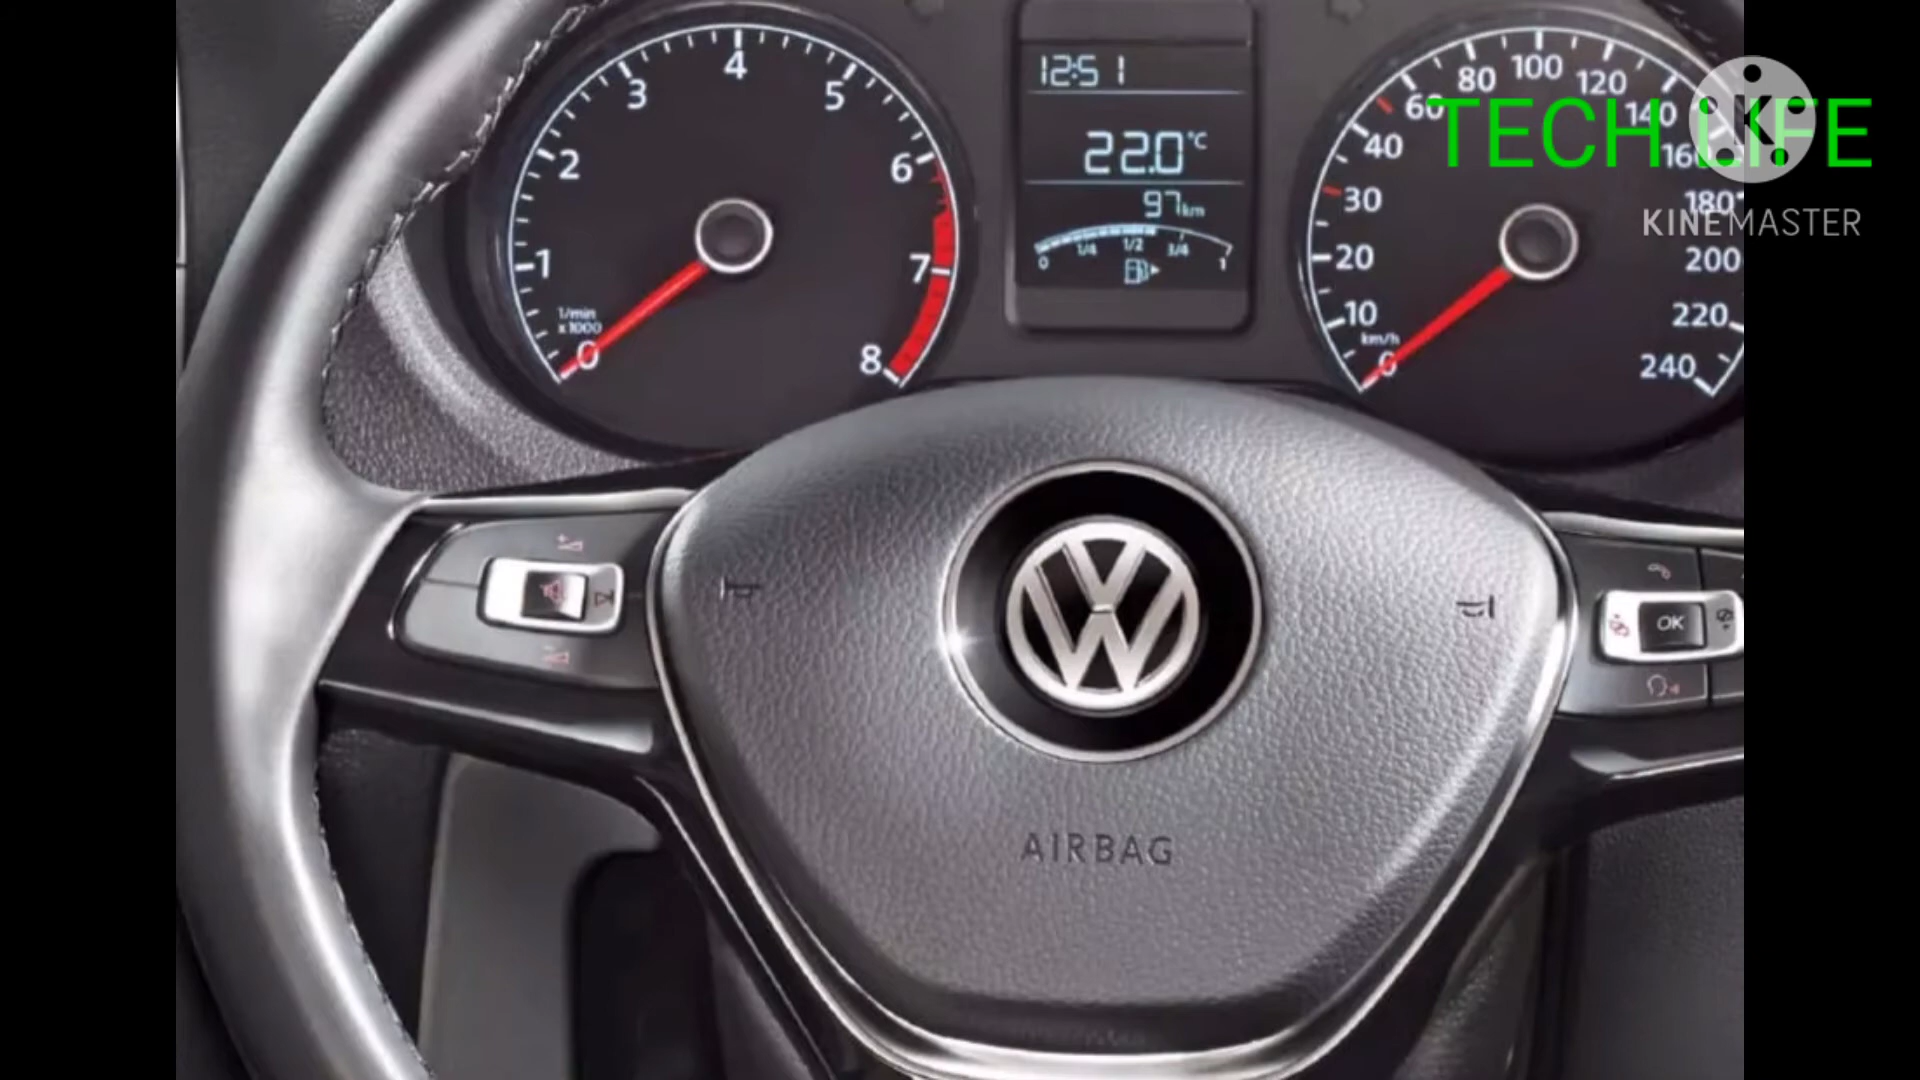 12:51
22.0°C
97km
0 1/4 1/2 3/4 1
0 1 2 3 4 5 6 7 8
1/min
x1000
0 10 20 30 40 60 80 100 120 140 160 180 200 220 240
km/h
TECH LIFE
K
KINEMASTER
OK
AIRBAG